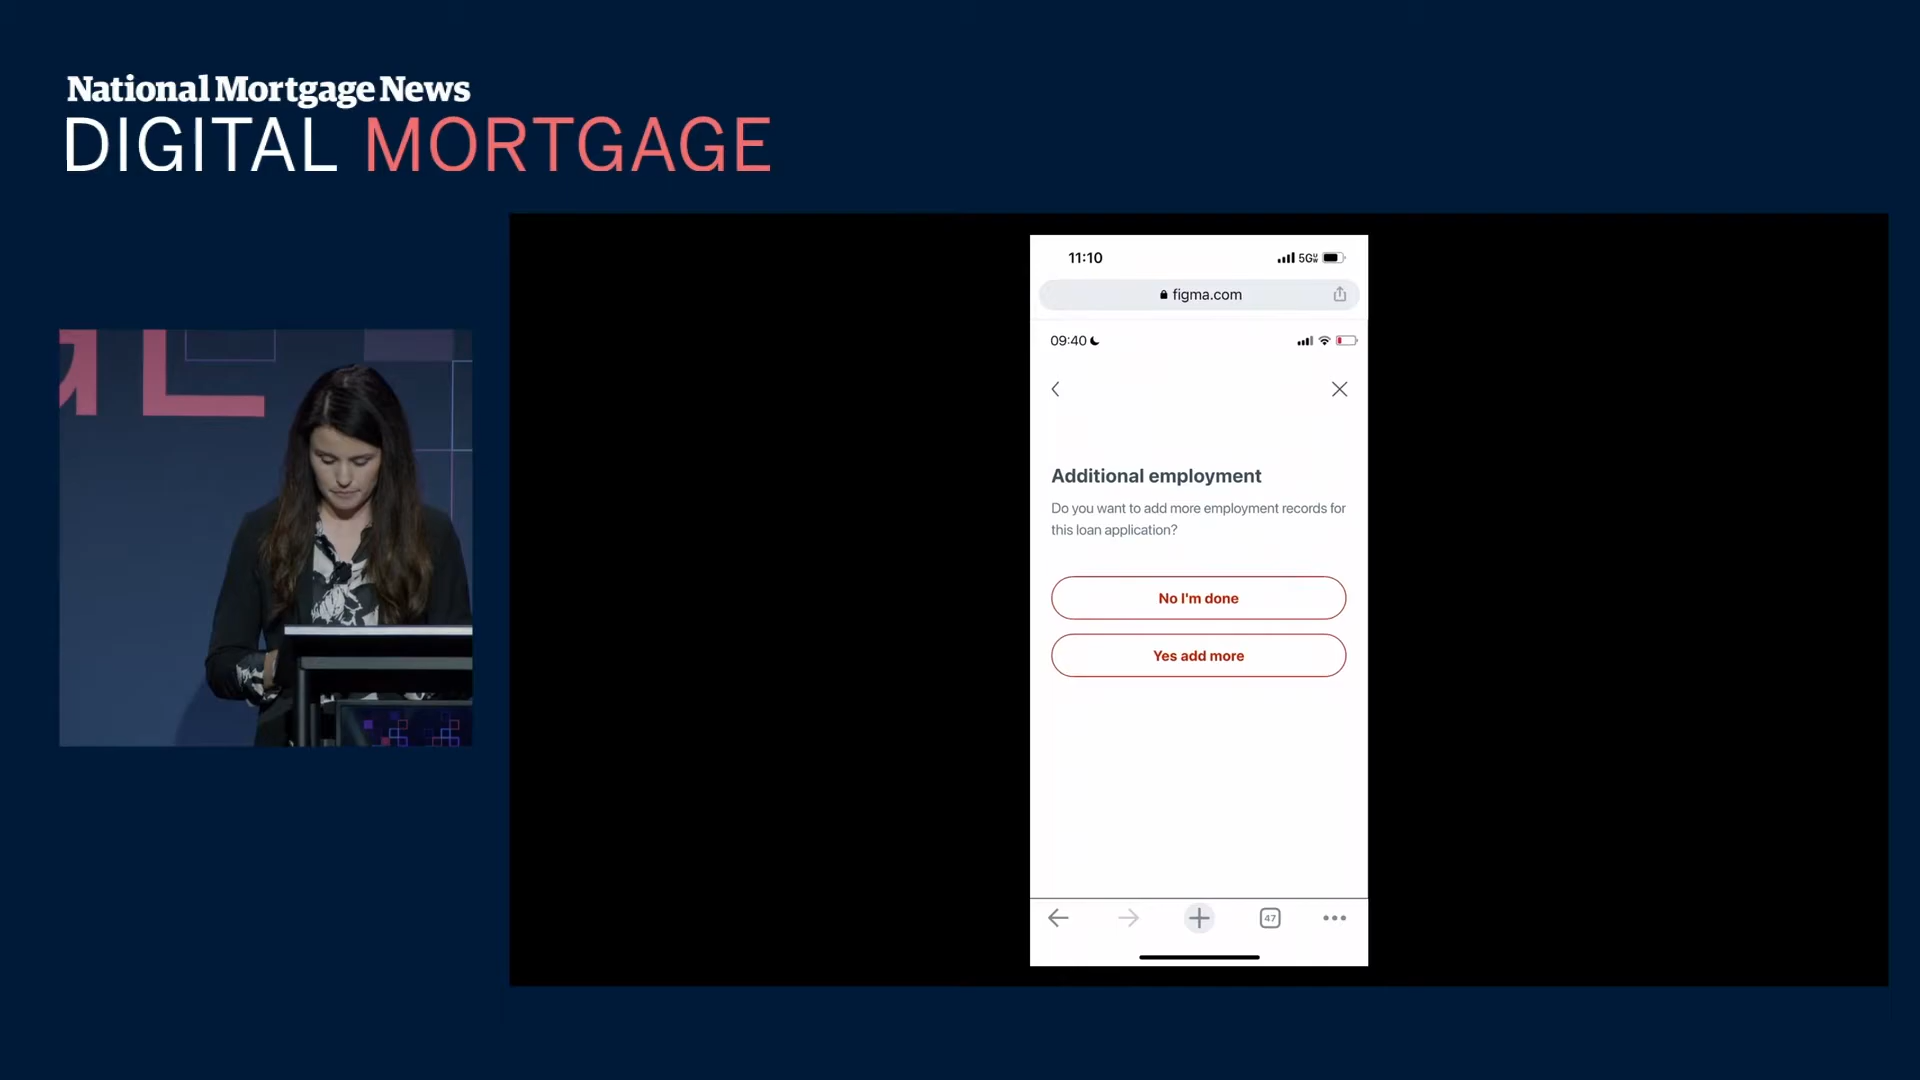 National Mortgage News
DIGITAL MORTGAGE
11:10
5G
figma.com
09:40
Additional employment
Do you want to add more employment records for
this loan application?
No I'm done
Yes add more
47